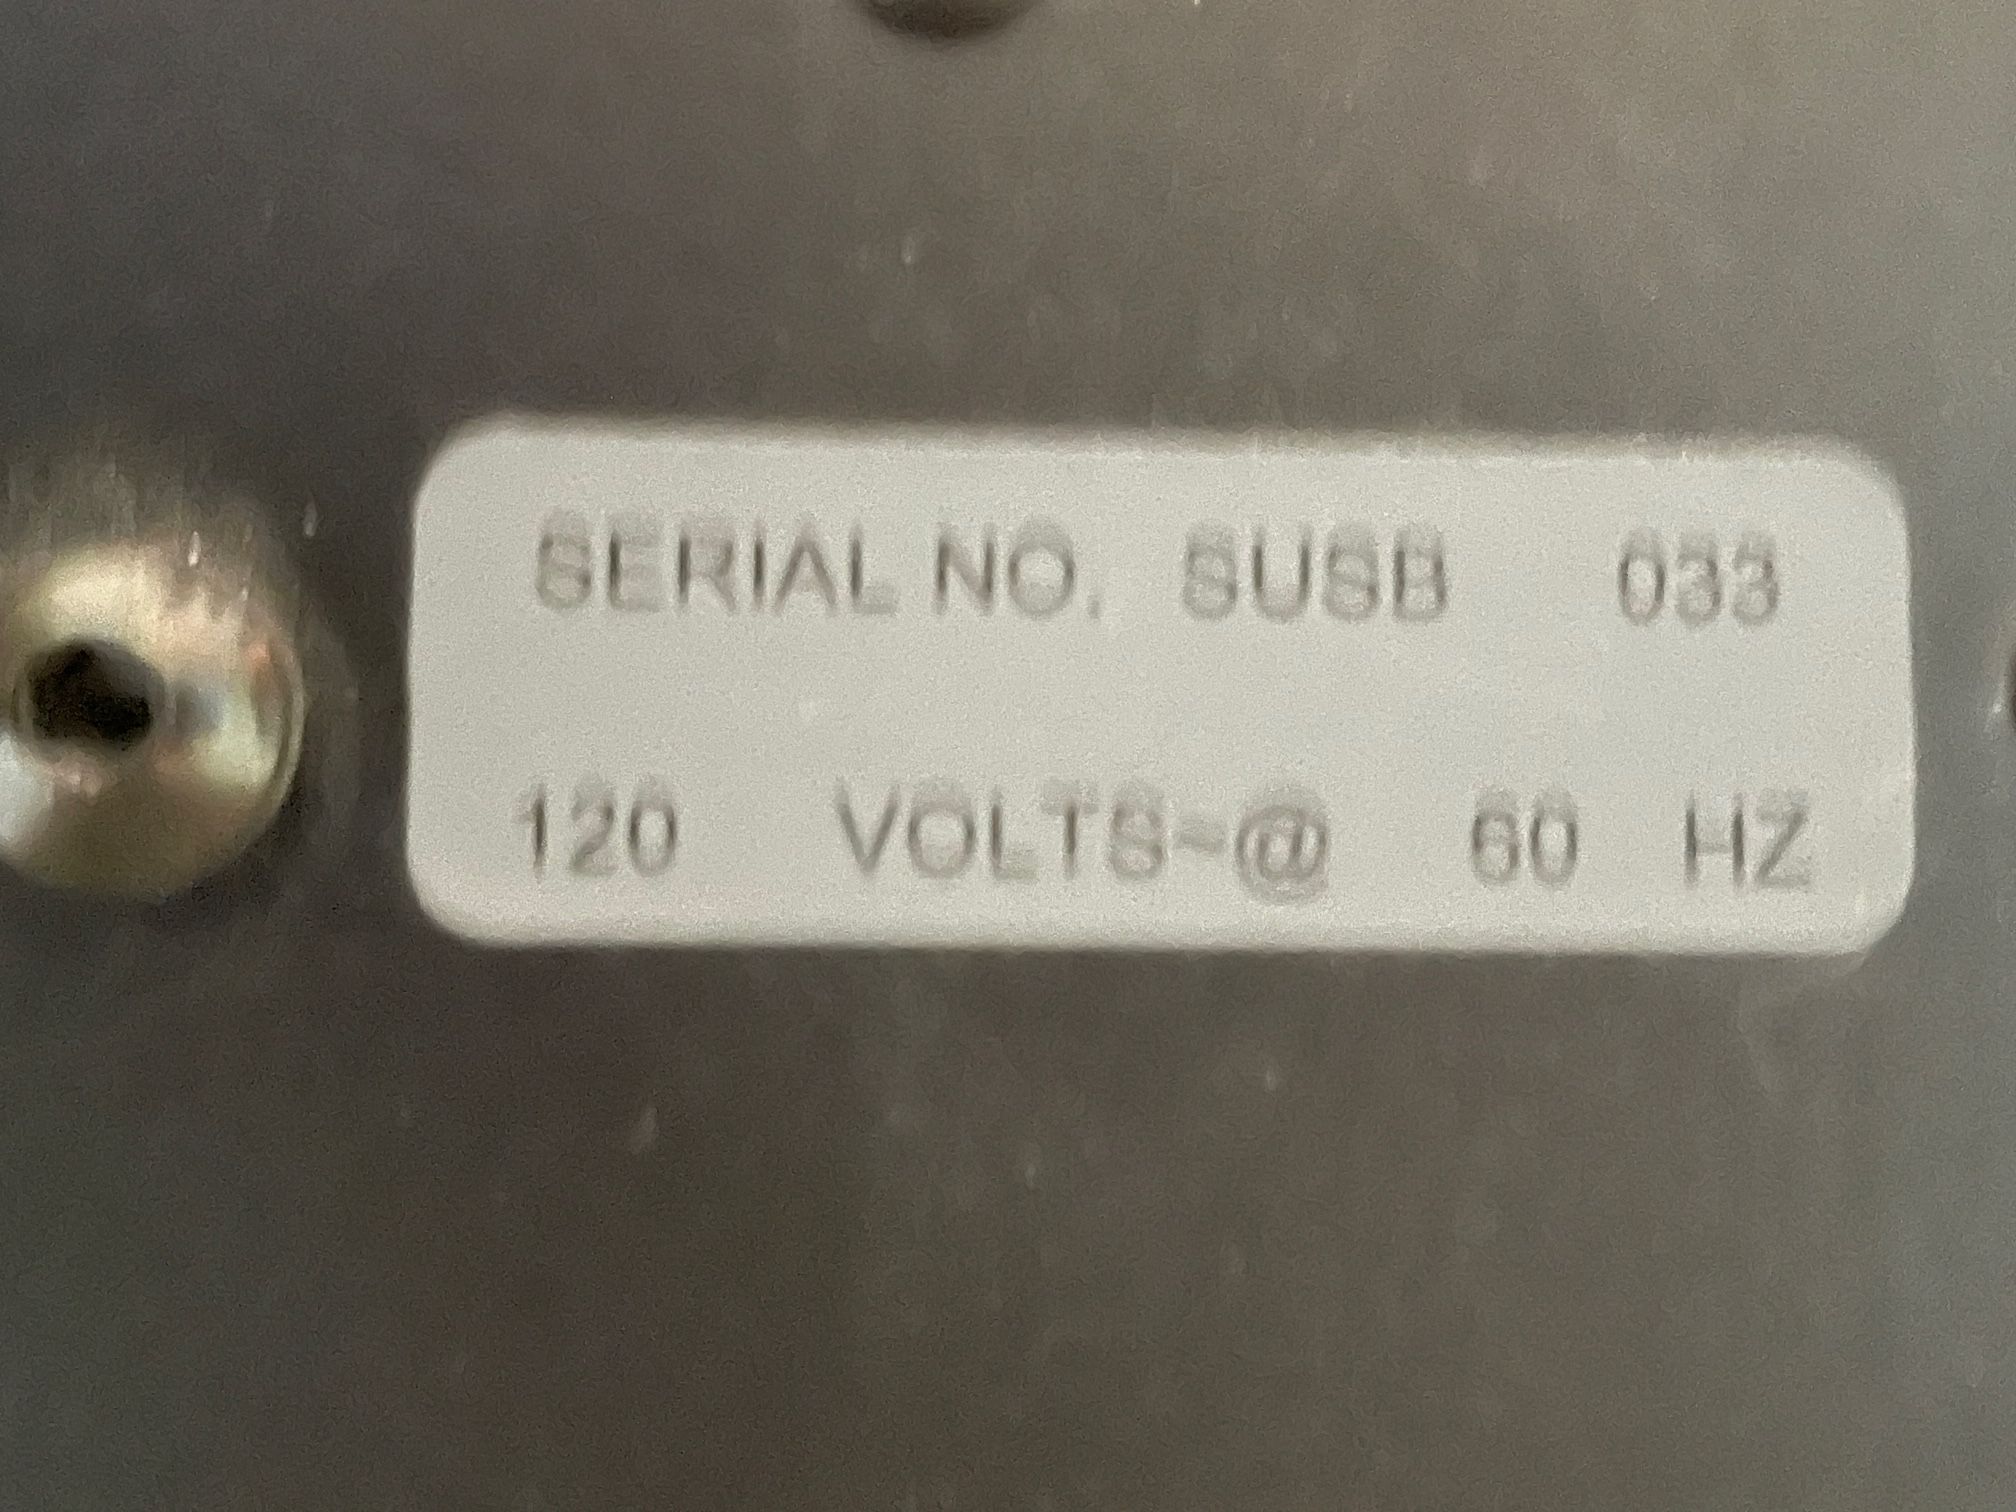 SERIAL NO. SUSB 033
120 VOLTS~@ 60 HZ